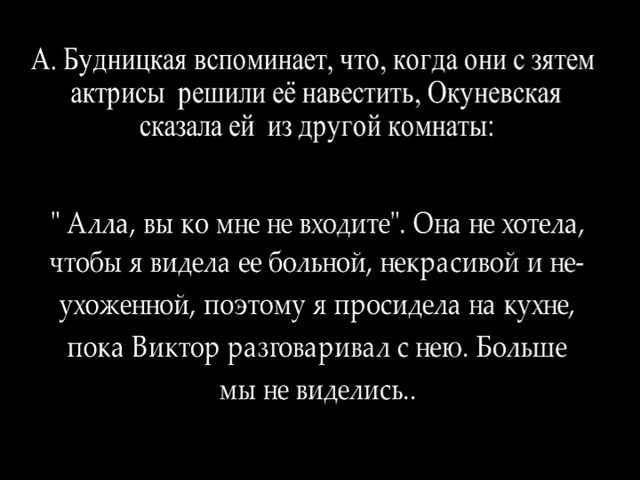 А. Будницкая вспоминает, что, когда они с зятем
актрисы решили её навестить, Окуневская
сказала ей из другой комнаты:
" Алла, вы ко мне не входите". Она не хотела,
чтобы я видела ее больной, некрасивой и не-
ухоженной, поэтому я просидела на кухне,
пока Виктор разговаривал с нею. Больше
мы не виделись..